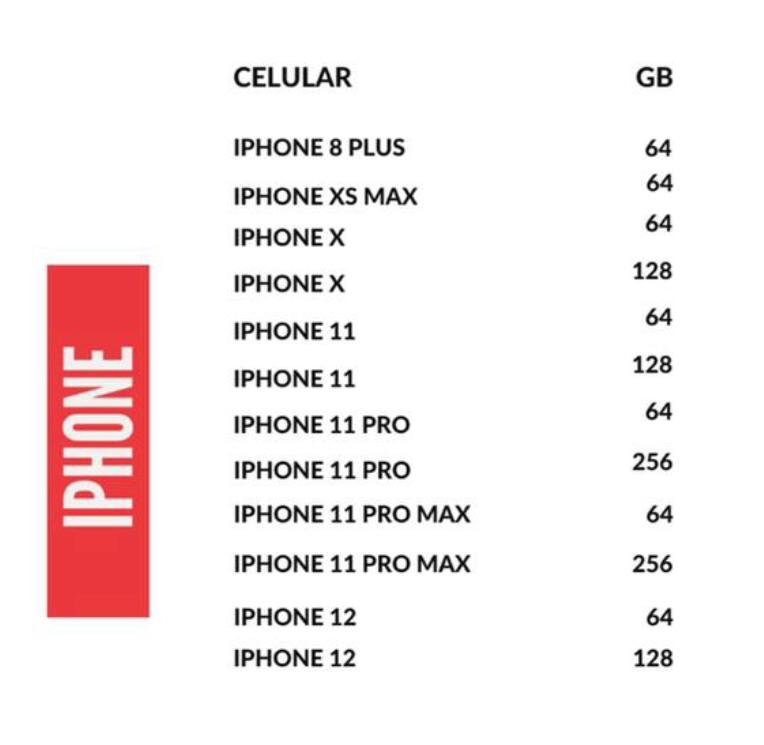 CELULAR GB
IPHONE 8 PLUS 64
IPHONE XS MAX 64
IPHONE X 64
IPHONE X 128
IPHONE 11 64
IPHONE 11 128
IPHONE 11 PRO 64
IPHONE 11 PRO 256
IPHONE 11 PRO MAX 64
IPHONE 11 PRO MAX 256
IPHONE 12 64
IPHONE 12 128
IPHONE